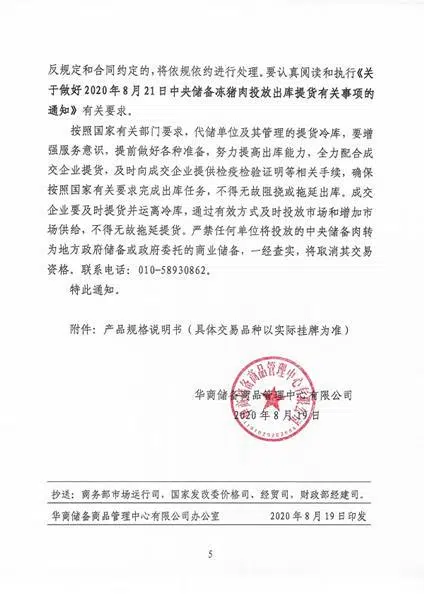 反规定和合同约定的，将依规依约进行处理。要认真阅读和执行《关
于做好2020年8月21日中央储备冻猪肉投放出库提货有关事项的
通知》有关要求。
按照国家有关部门要求，代储单位及其管理的提货冷库，要增
强服务意识，提前做好各种准备，努力提高出库能力，全力配合成
交企业提货，及时向成交企业提供检疫检验证明等相关手续，确保
按照国家有关要求完成出库任务，不得无故阻挠或拖延出库。成交
企业要及时提货并运离冷库，通过有效方式及时投放市场和增加市
场供给，不得无故拖延提货。严禁任何单位将投放的中央储备肉转
为地方政府储备或政府委托的商业储备，一经查实，将取消其交易
资格。联系电话：010-58930862。
特此通知。
附件：产品规格说明书（具体交易品种以实际挂牌为准）
华商储备商品管理中心有限公司
2020年8月19日
抄送：商务部市场运行司，国家发改委价格司、经贸司，财政部经建司。
华商储备商品管理中心有限公司办公室 2020年8月19日印发
5